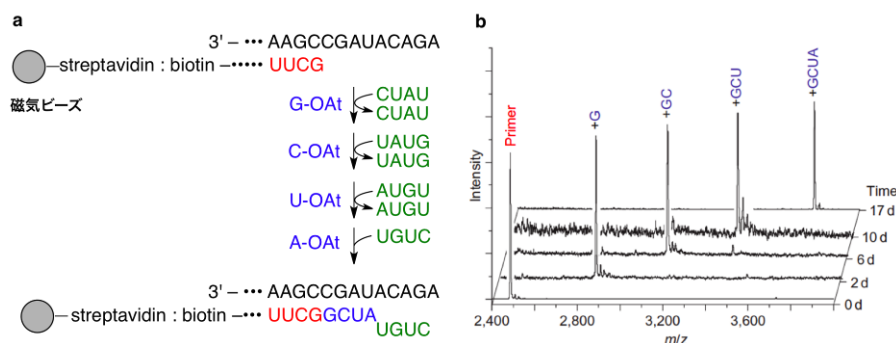 a
3' – ••• AAGCCGAUACAGA
streptavidin : biotin ••••• UUCG
磁気ビーズ
G-OAt
CUAU
CUAU
C-OAt
UAUG
UAUG
U-OAt
AUGU
AUGU
A-OAt
UGUC
3' – ••• AAGCCGAUACAGA
streptavidin : biotin ••••• UUCGGCUA
UGUC
b
Intensity
Primer
+G
+GC
+GCU
+GCUA
Time
17 d
10 d
6 d
2 d
0 d
2,400 2,800 3,200 3,600
m/z